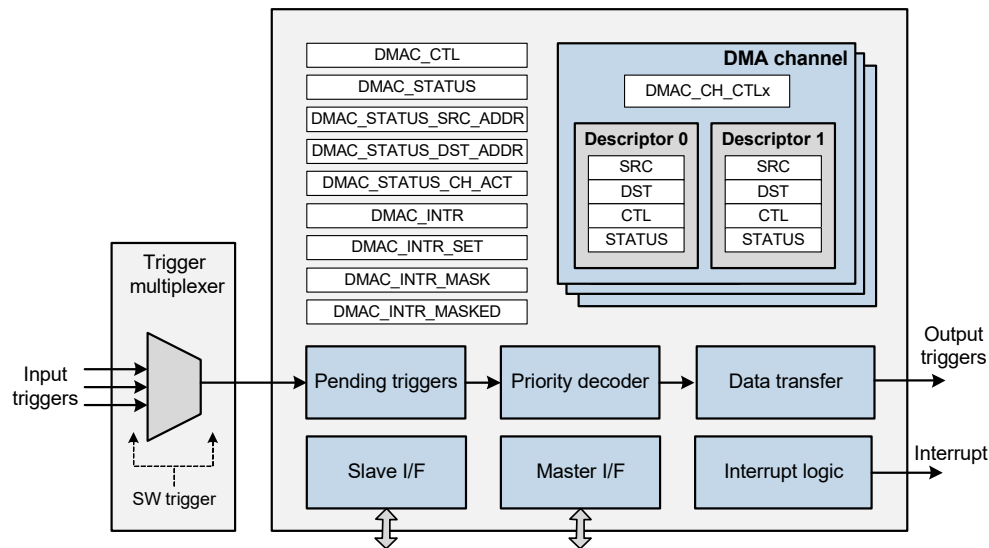 DMAC_CTL
DMAC_STATUS
DMAC_STATUS_SRC_ADDR
DMAC_STATUS_DST_ADDR
DMAC_STATUS_CH_ACT
DMAC_INTR
DMAC_INTR_SET
DMAC_INTR_MASK
DMAC_INTR_MASKED
DMA channel
DMAC_CH_CTLx
Descriptor 0
SRC
DST
CTL
STATUS
Descriptor 1
SRC
DST
CTL
STATUS
Trigger
multiplexer
Input
triggers
SW trigger
Pending triggers
Priority decoder
Data transfer
Output
triggers
Slave I/F
Master I/F
Interrupt logic
Interrupt